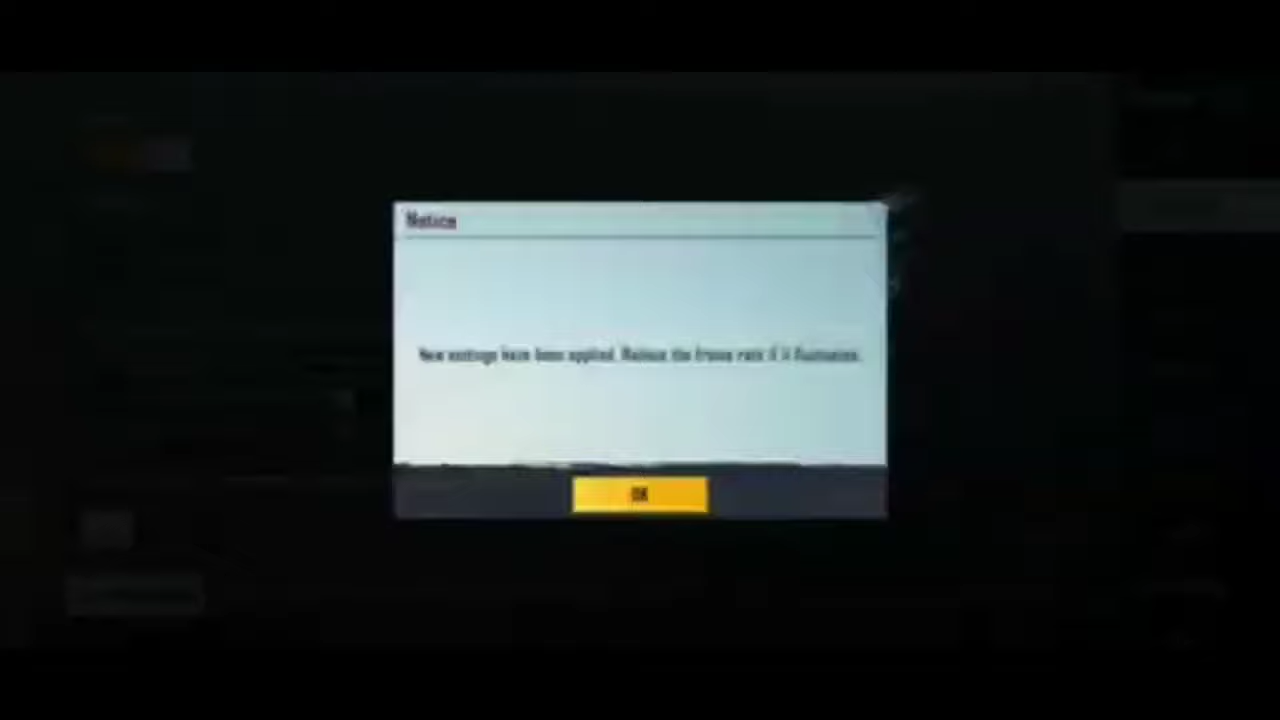 Notice
New settings have been applied. Reduce the frame rate if it fluctuates.
OK